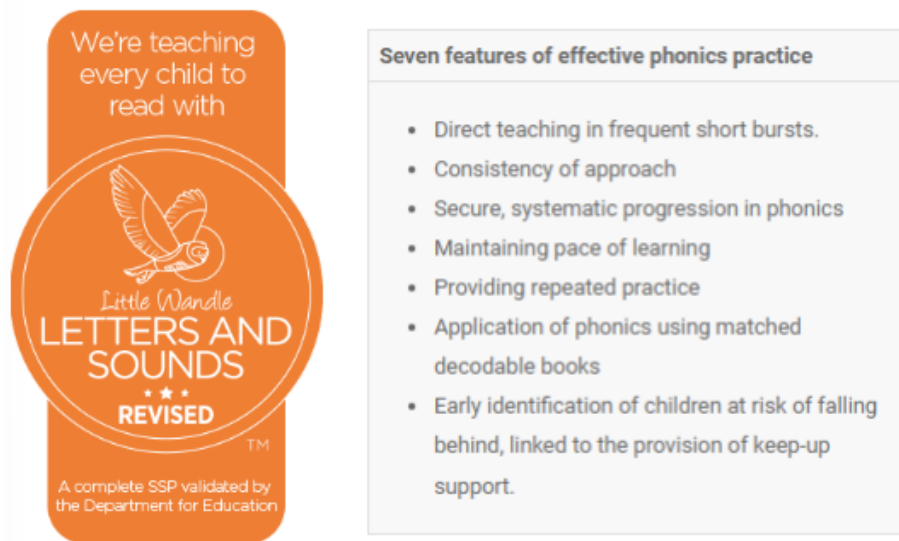 We're teaching
every child to
read with
Little Wandle
LETTERS AND
SOUNDS
REVISED
TM
A complete SSP validated by
the Department for Education
Seven features of effective phonics practice
• Direct teaching in frequent short bursts.
• Consistency of approach
• Secure, systematic progression in phonics
• Maintaining pace of learning
• Providing repeated practice
• Application of phonics using matched
decodable books
• Early identification of children at risk of falling
behind, linked to the provision of keep-up
support.